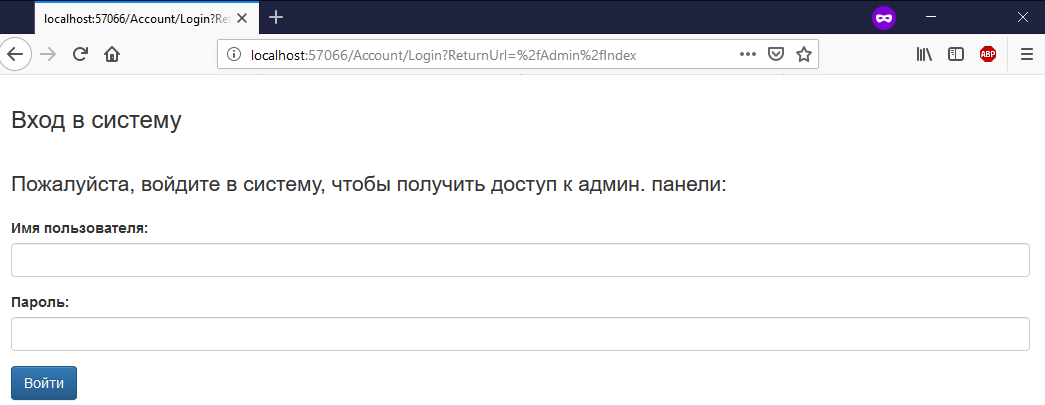 localhost:57066/Account/Login?Ret
localhost:57066/Account/Login?ReturnUrl=%2fAdmin%2fIndex
ABP
Вход в систему
Пожалуйста, войдите в систему, чтобы получить доступ к админ. панели:
Имя пользователя:
Пароль:
Войти